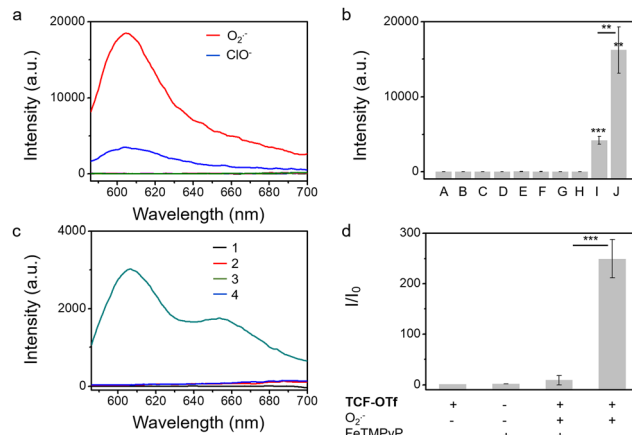 a
Intensity (a.u.)
20000
10000
0
O₂·⁻
ClO⁻
600 620 640 660 680 700
Wavelength (nm)
b
Intensity (a.u.)
20000
10000
0
**
**
***
A B C D E F G H I J
c
Intensity (a.u.)
4000
2000
0
1
2
3
4
600 620 640 660 680 700
Wavelength (nm)
d
I/I₀
300
150
0
***
TCF-OTf + - + +
O₂·⁻ - - + +
FeTMPyP